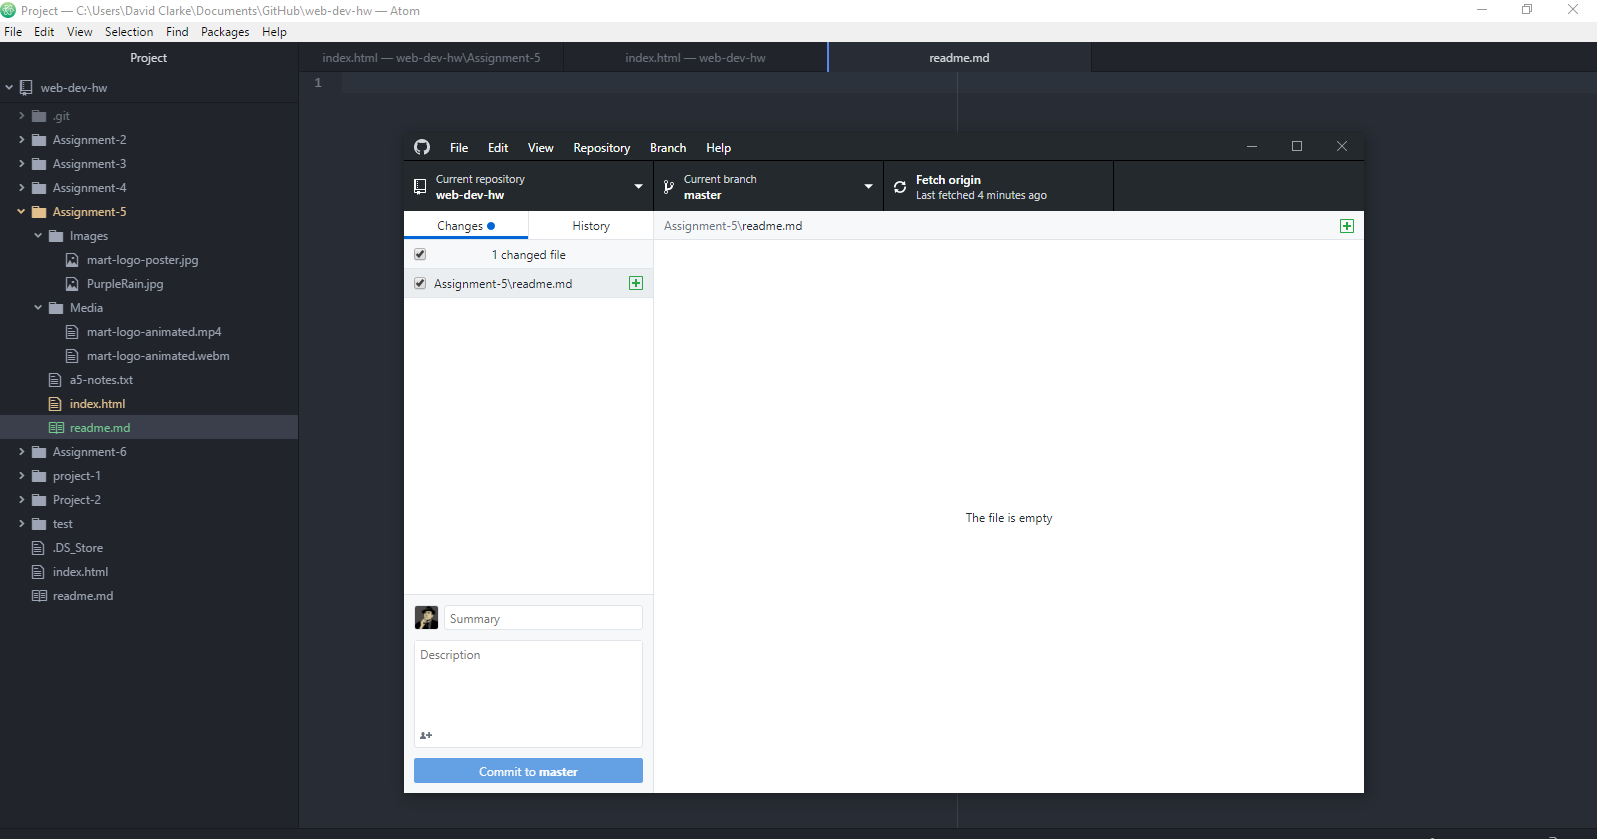 Project — C:\Users\David Clarke\Documents\GitHub\web-dev-hw — Atom
File Edit View Selection Find Packages Help
Project
index.html — web-dev-hw\Assignment-5
index.html — web-dev-hw
readme.md
1
web-dev-hw
.git
Assignment-2
Assignment-3
Assignment-4
Assignment-5
Images
mart-logo-poster.jpg
PurpleRain.jpg
Media
mart-logo-animated.mp4
mart-logo-animated.webm
a5-notes.txt
index.html
readme.md
Assignment-6
project-1
Project-2
test
.DS_Store
index.html
readme.md
File Edit View Repository Branch Help
Current repository
web-dev-hw
Current branch
master
Fetch origin
Last fetched 4 minutes ago
Changes
History
Assignment-5\readme.md
1 changed file
Assignment-5\readme.md
The file is empty
Summary
Description
Commit to master